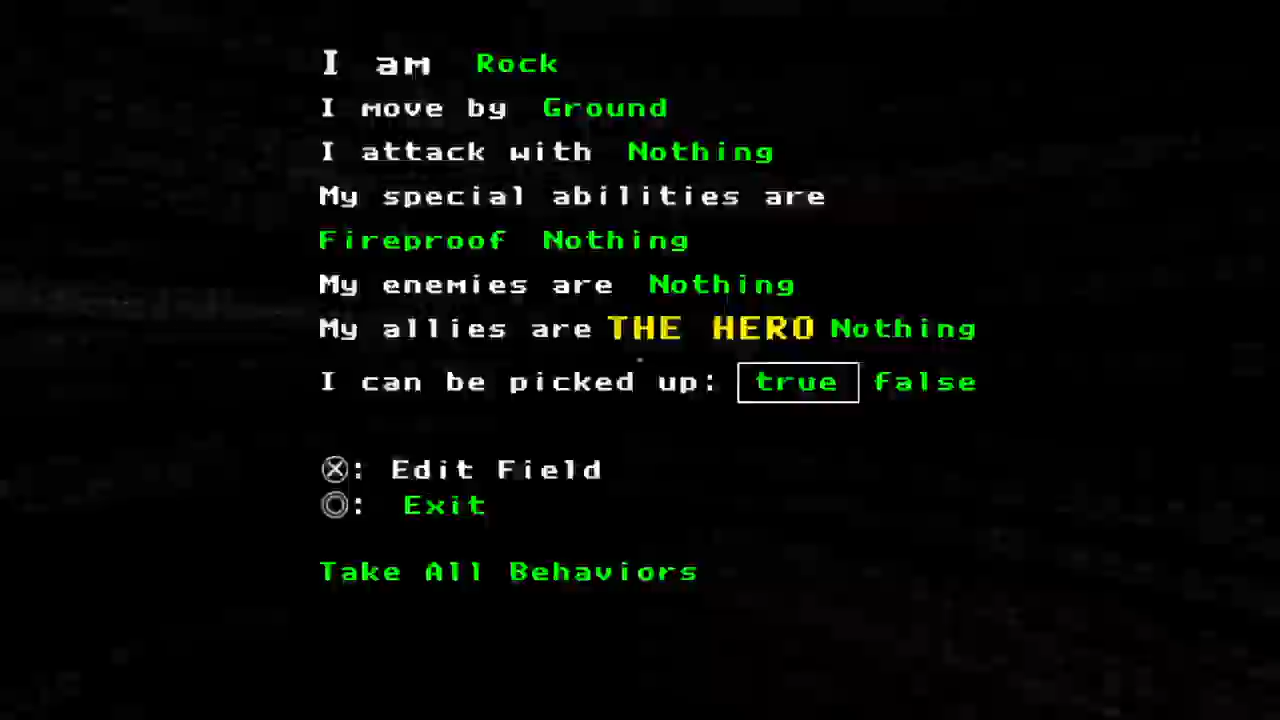 I am Rock
I move by Ground
I attack with Nothing
My special abilities are
Fireproof Nothing
My enemies are Nothing
My allies are THE HERO Nothing
I can be picked up: true false
: Edit Field
: Exit
Take All Behaviors